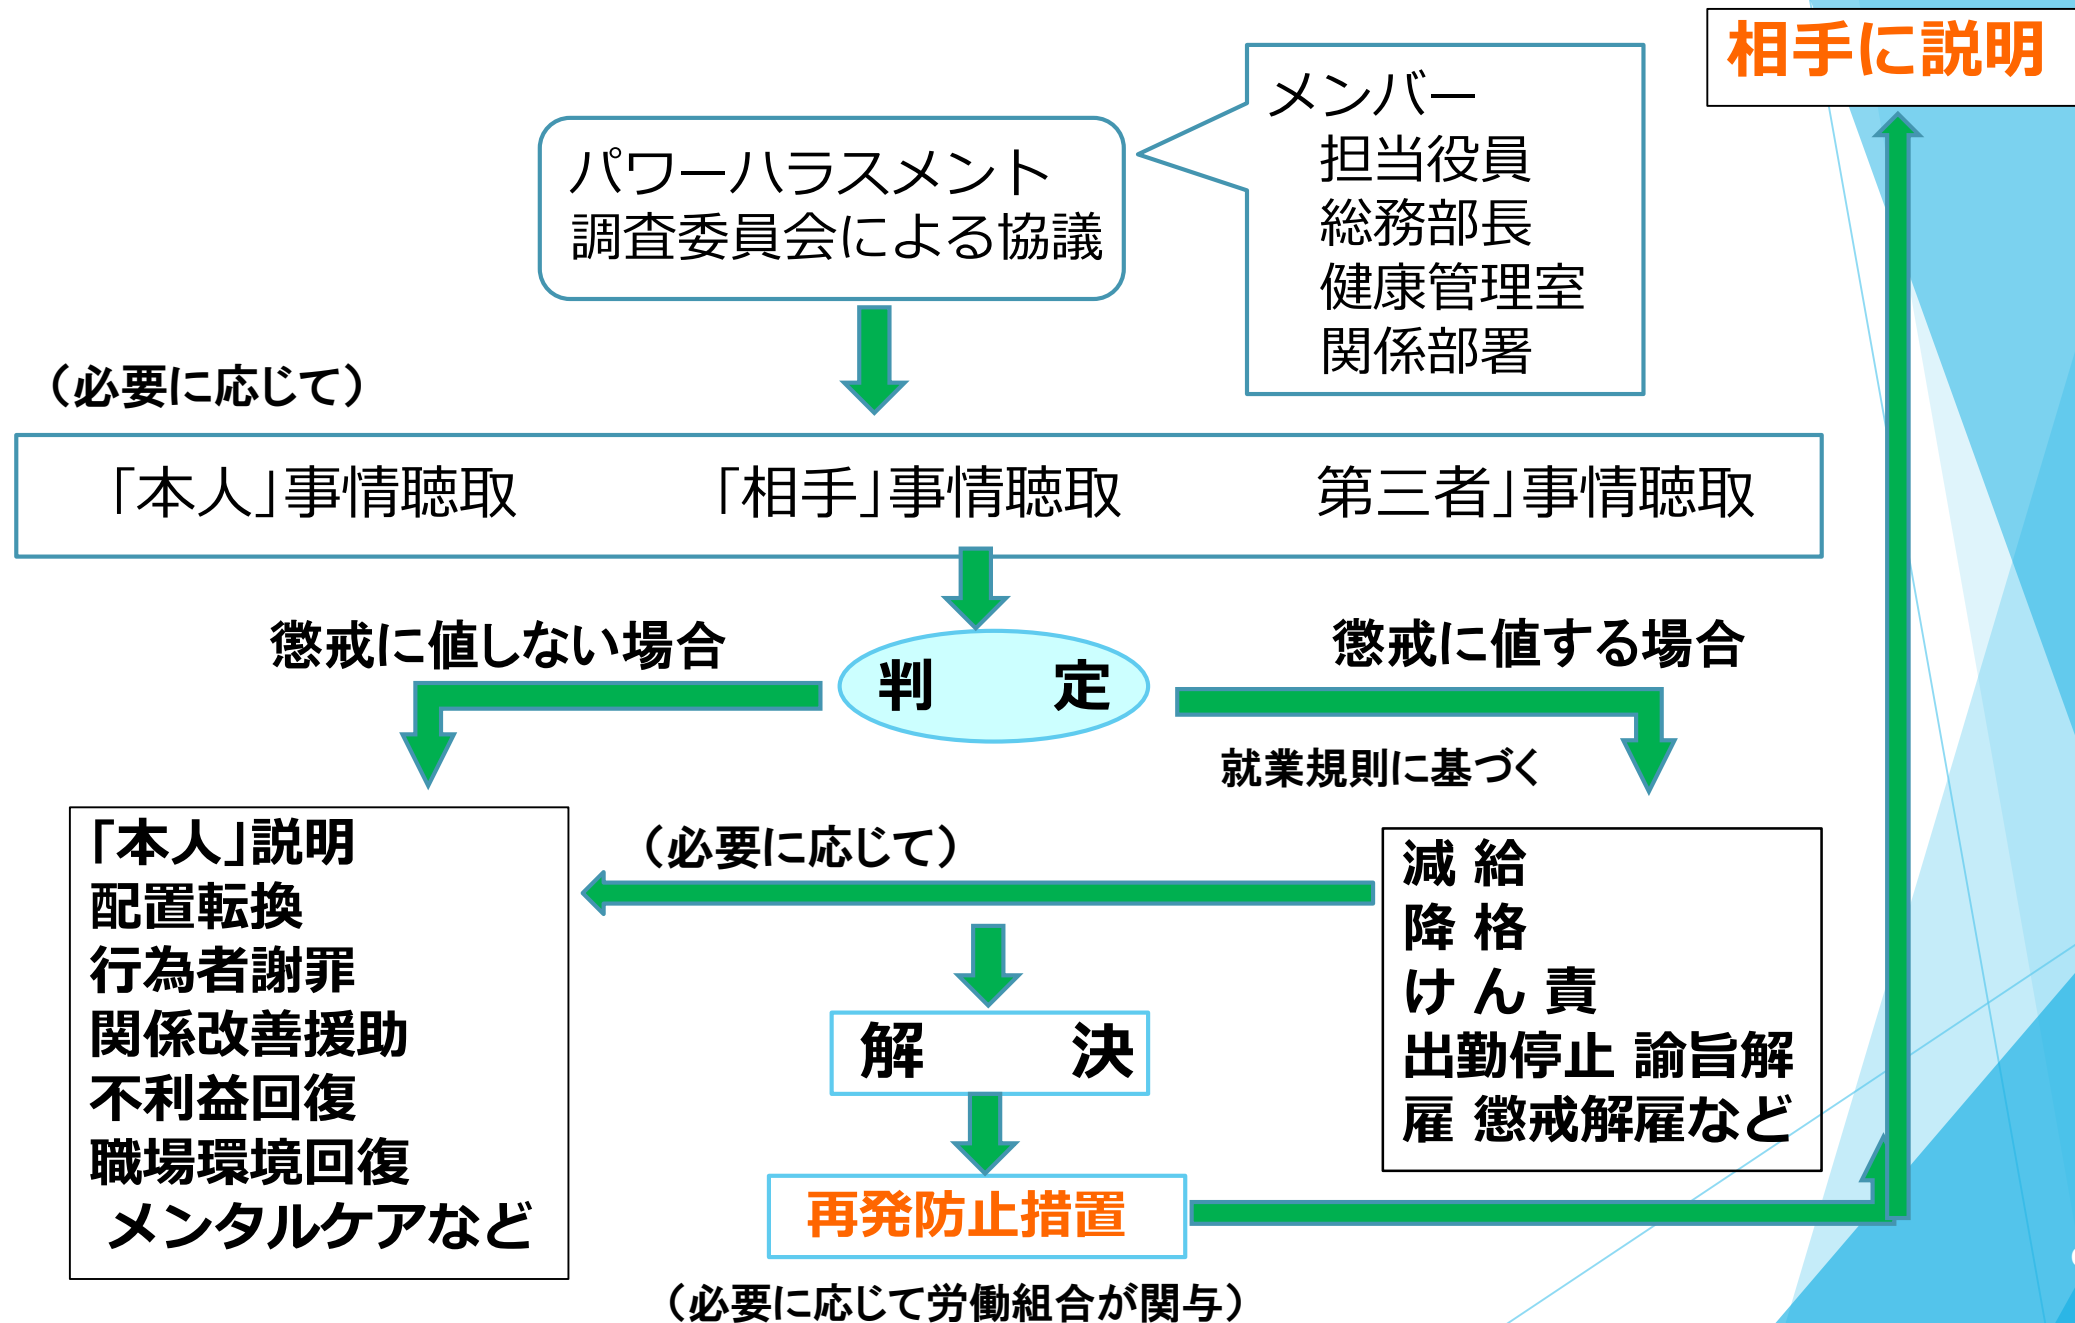 相手に説明
メンバー
担当役員
総務部長
健康管理室
関係部署
パワーハラスメント
調査委員会による協議
（必要に応じて）
「本人」事情聴取 「相手」事情聴取 第三者」事情聴取
懲戒に値しない場合
判 定
懲戒に値する場合
就業規則に基づく
「本人」説明
配置転換
行為者謝罪
関係改善援助
不利益回復
職場環境回復
メンタルケアなど
（必要に応じて）
減 給
降 格
け ん 責
出勤停止 諭旨解
雇 懲戒解雇など
解 決
再発防止措置
（必要に応じて労働組合が関与）